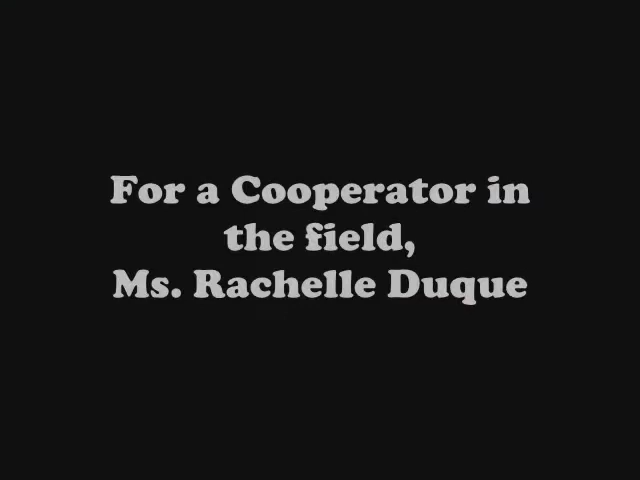 For a Cooperator in
the field,
Ms. Rachelle Duque